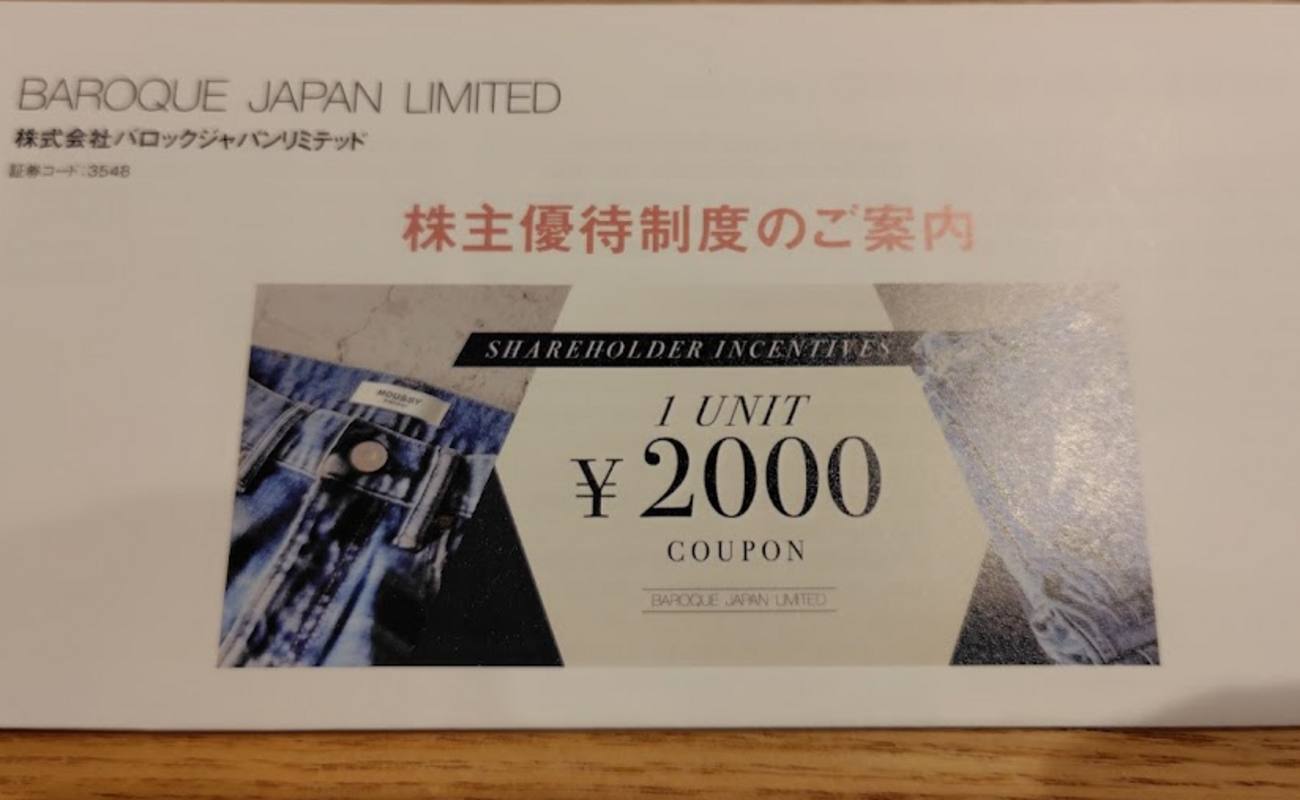 BAROQUE JAPAN LIMITED
株式会社バロックジャパンリミテッド
証券コード:3548
株主優待制度のご案内
SHAREHOLDER INCENTIVES
MOUSSY
1 UNIT
¥2000
COUPON
BAROQUE JAPAN LIMITED